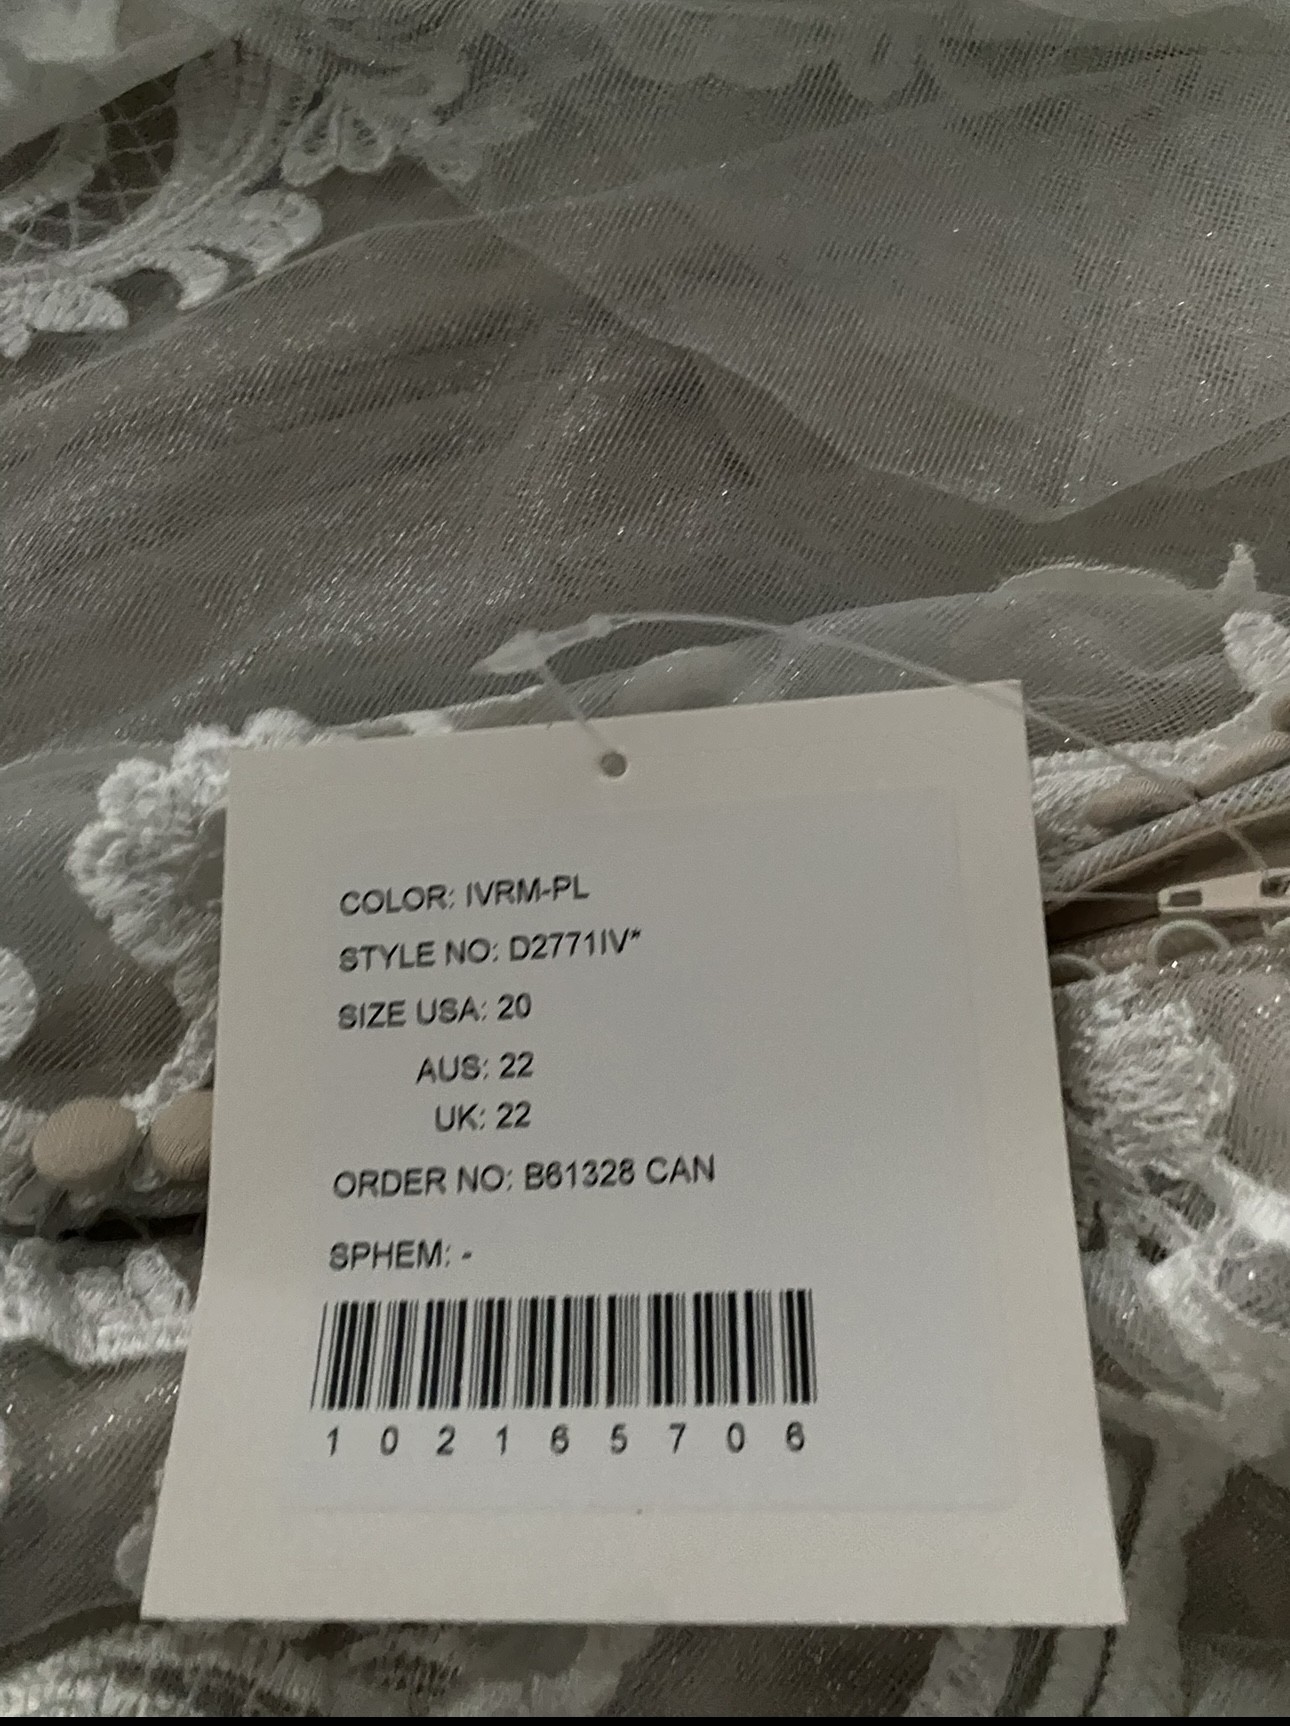 COLOR: IVRM-PL
STYLE NO: D2771IV*
SIZE USA: 20
AUS: 22
UK: 22
ORDER NO: B61328 CAN
SPHEM: -
1 0 2 1 6 5 7 0 6